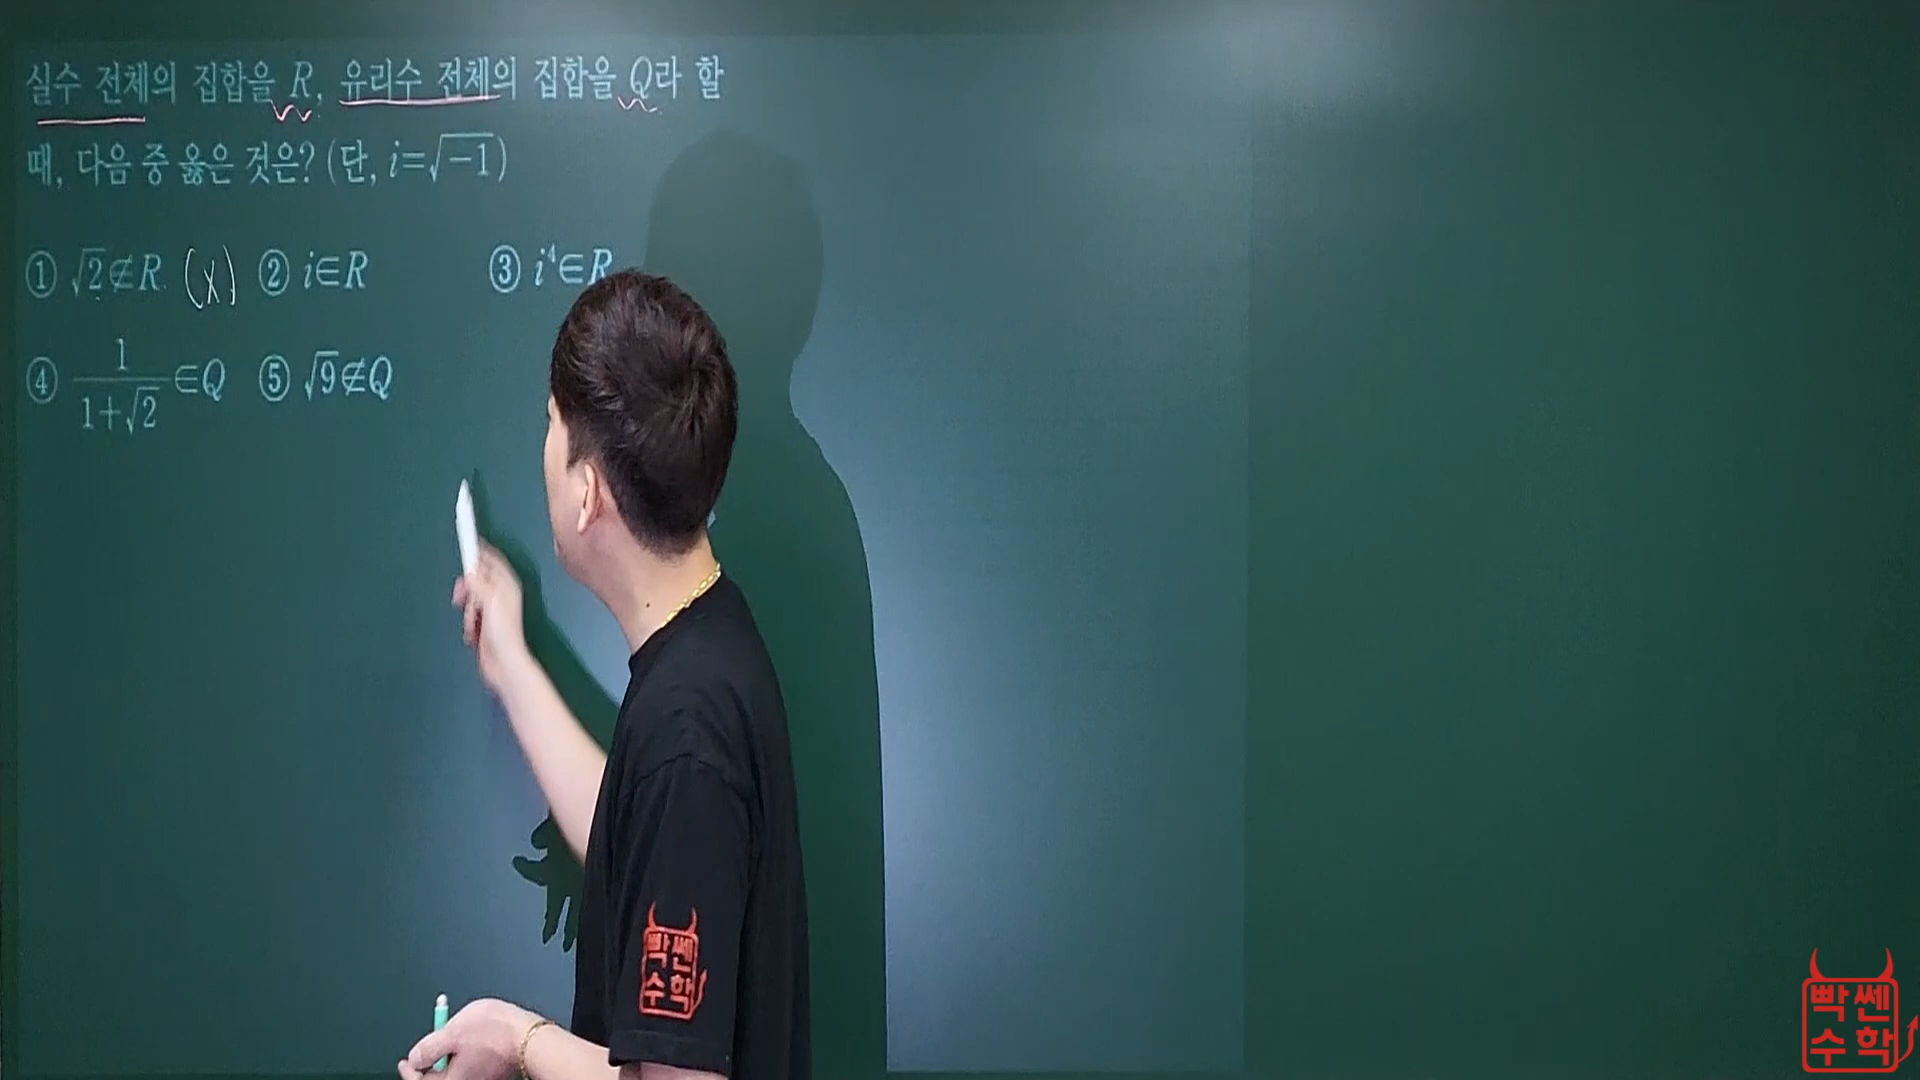 실수 전체의 집합을 R, 유리수 전체의 집합을 Q라 할
때, 다음 중 옳은 것은? (단, i=√-1)
① √2∉R (x) ② i∈R ③ i⁴∈R
④ 1/(1+√2)∈Q ⑤ √9∉Q
빡쎈
수학
빡쎈
수학